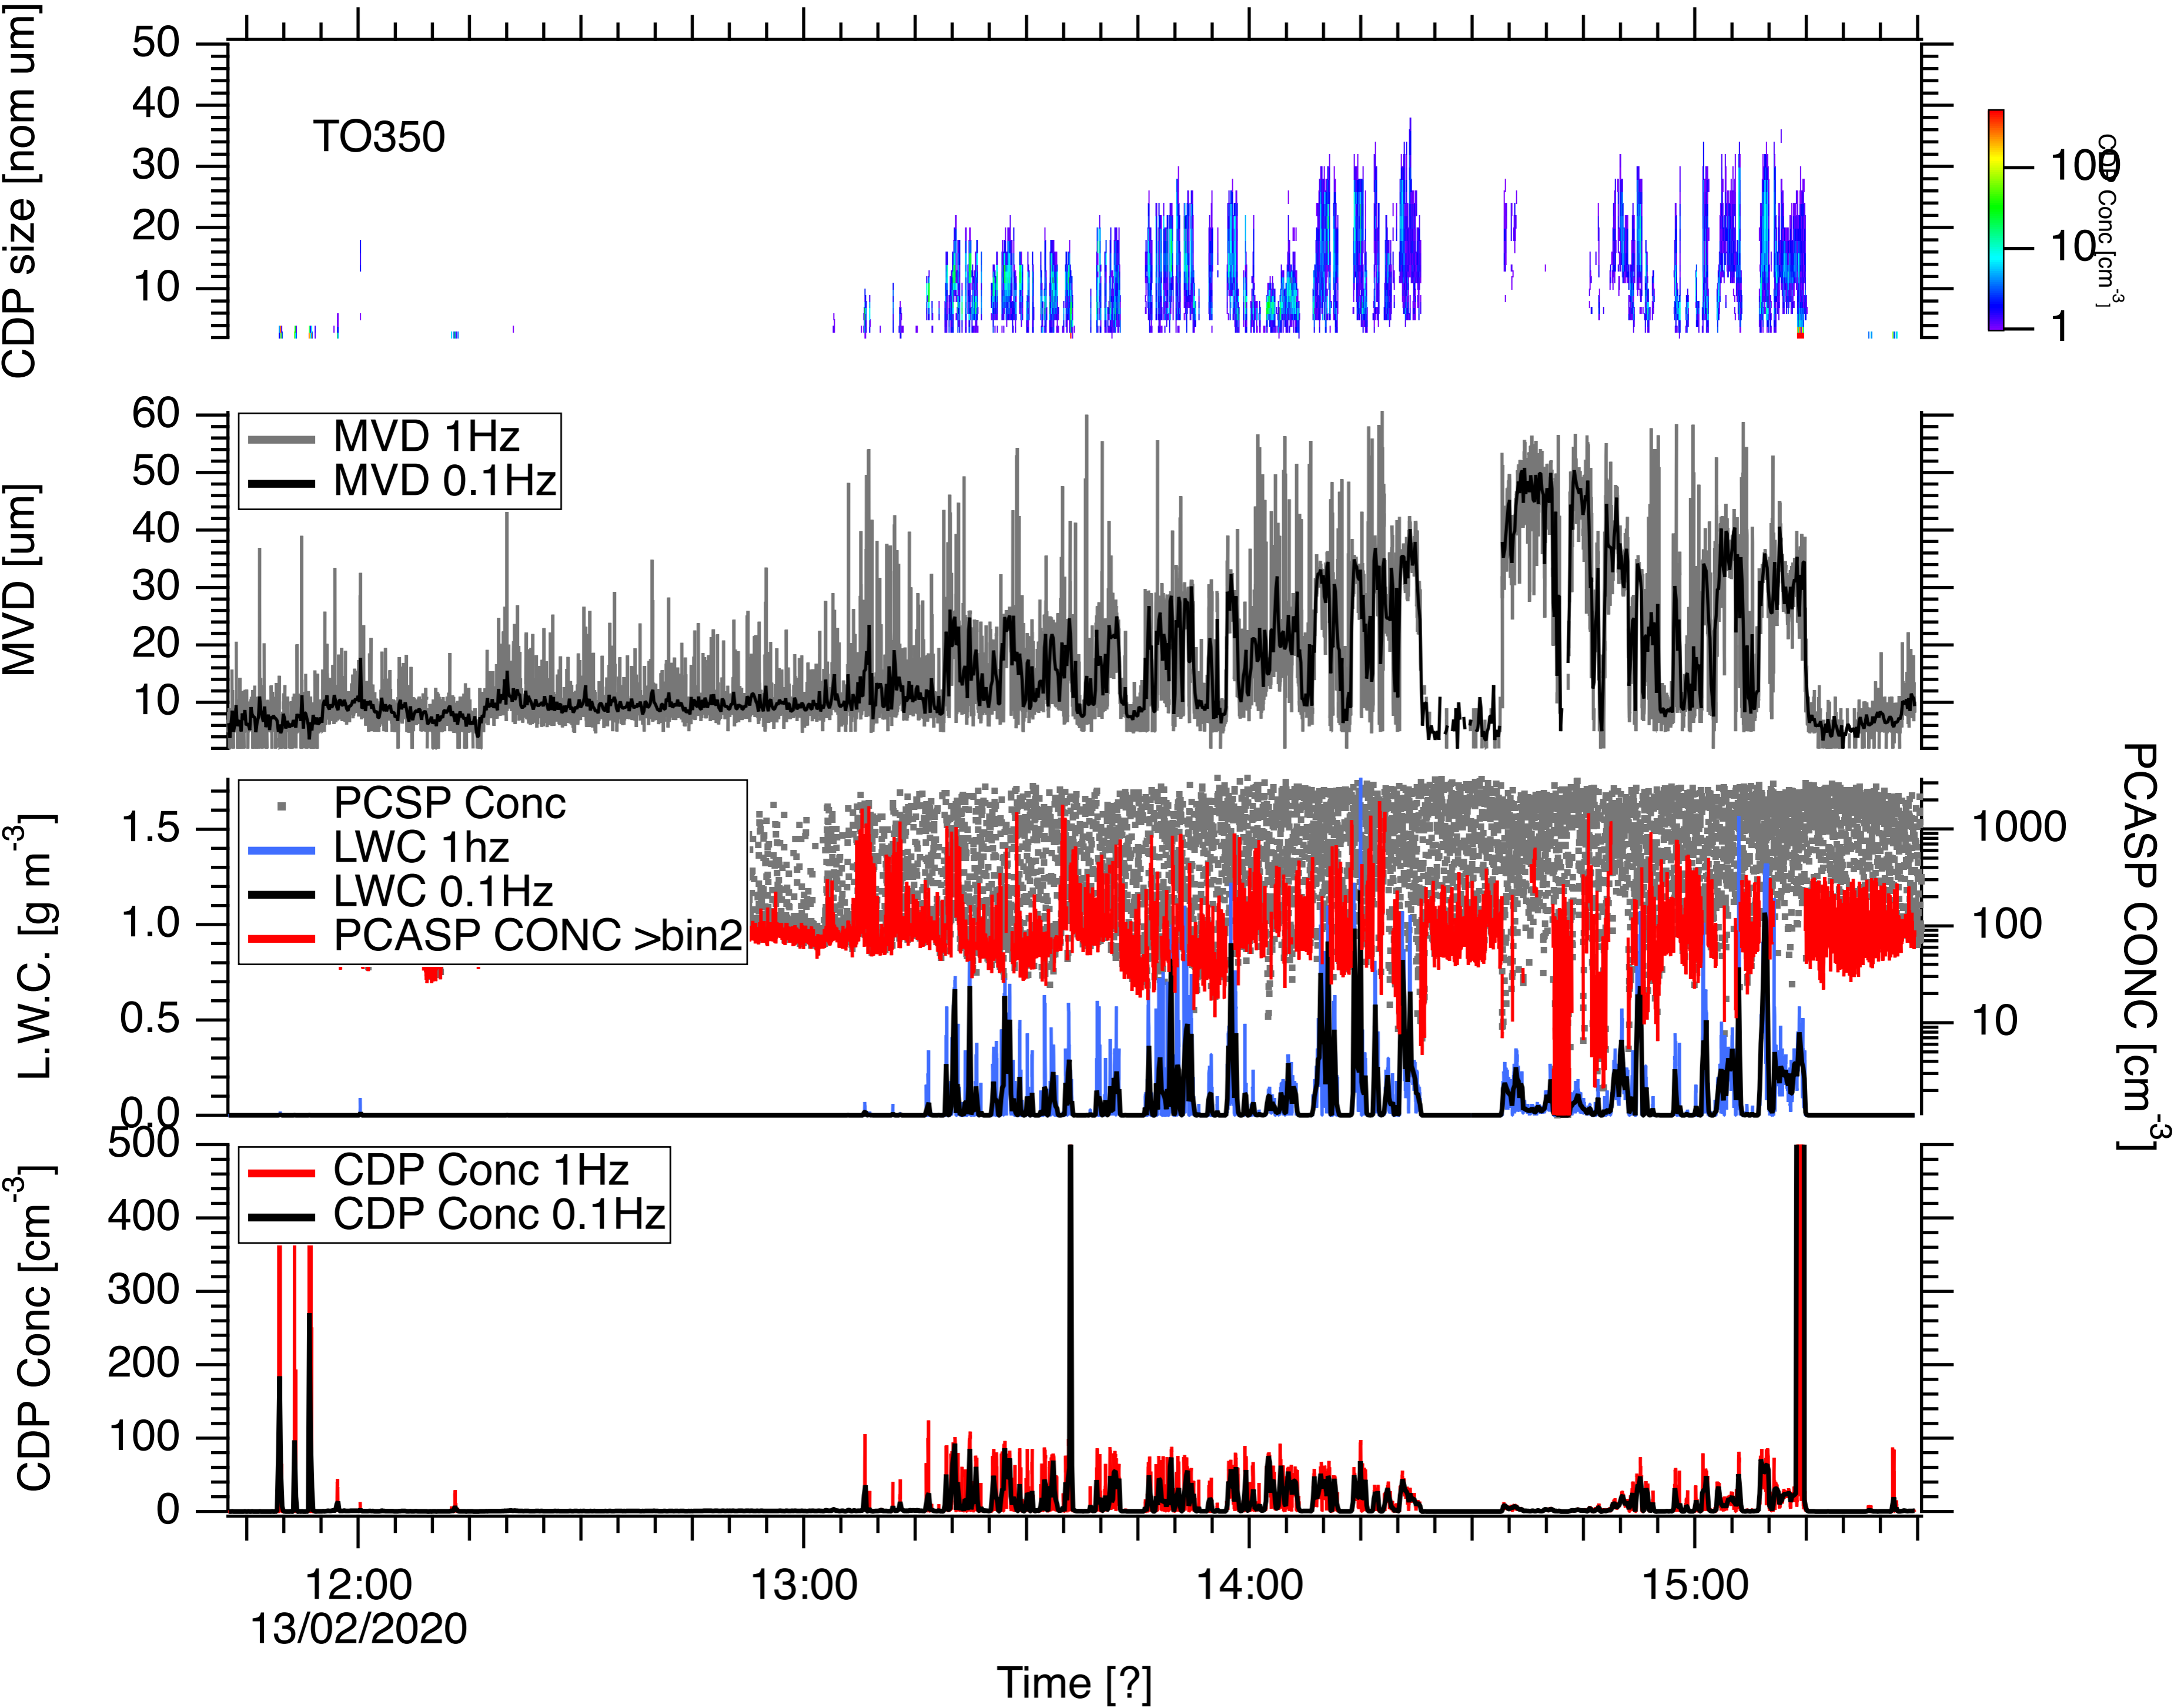 50
40
30
20
10
CDP size [nom um]
TO350
100
10
1
CDP Conc [cm-3]
60
50
40
30
20
10
MVD [um]
MVD 1Hz
MVD 0.1Hz
1.5
1.0
0.5
0.0
L.W.C. [g m-3]
PCSP Conc
LWC 1hz
LWC 0.1Hz
PCASP CONC >bin2
1000
100
10
PCASP CONC [cm-3]
500
400
300
200
100
0
CDP Conc [cm-3]
CDP Conc 1Hz
CDP Conc 0.1Hz
12:00
13:00
14:00
15:00
13/02/2020
Time [?]